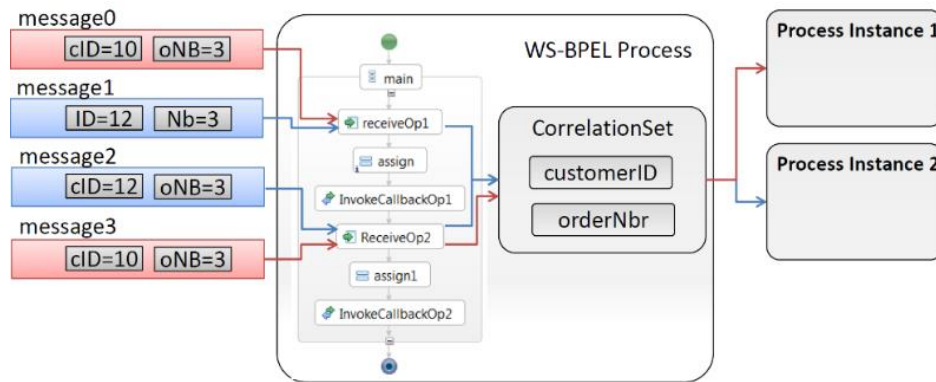 message0
cID=10 oNB=3
message1
ID=12 Nb=3
message2
cID=12 oNB=3
message3
cID=10 oNB=3
WS-BPEL Process
main
receiveOp1
assign
InvokeCallbackOp1
ReceiveOp2
assign1
InvokeCallbackOp2
CorrelationSet
customerID
orderNbr
Process Instance 1
Process Instance 2